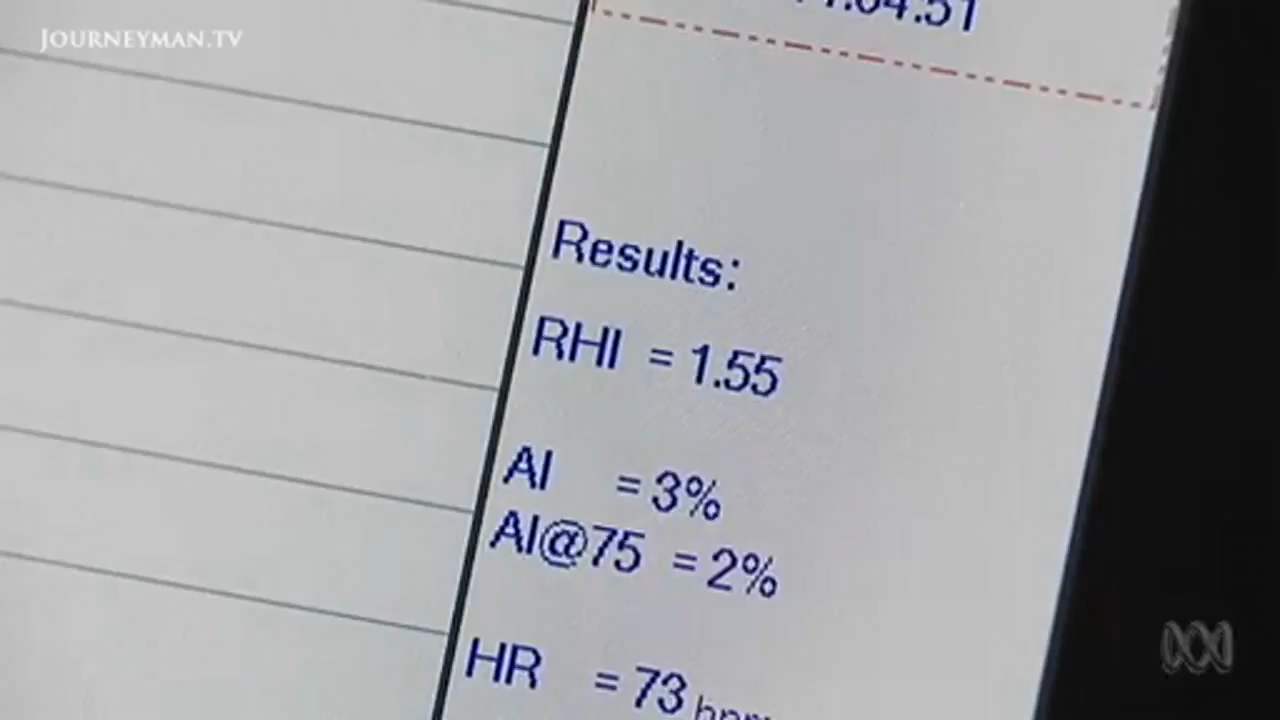 JOURNEYMAN.TV
Results:
RHI = 1.55
AI = 3%
AI@75 = 2%
HR = 73